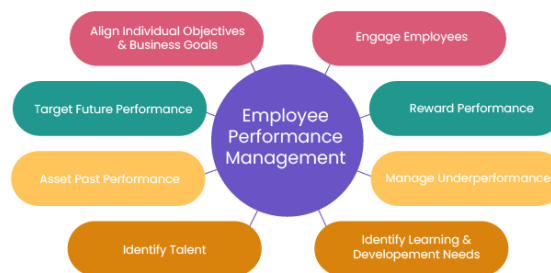 Align Individual Objectives
& Business Goals
Engage Employees
Target Future Performance
Employee
Performance
Management
Reward Performance
Asset Past Performance
Manage Underperformance
Identify Talent
Identify Learning &
Developement Needs